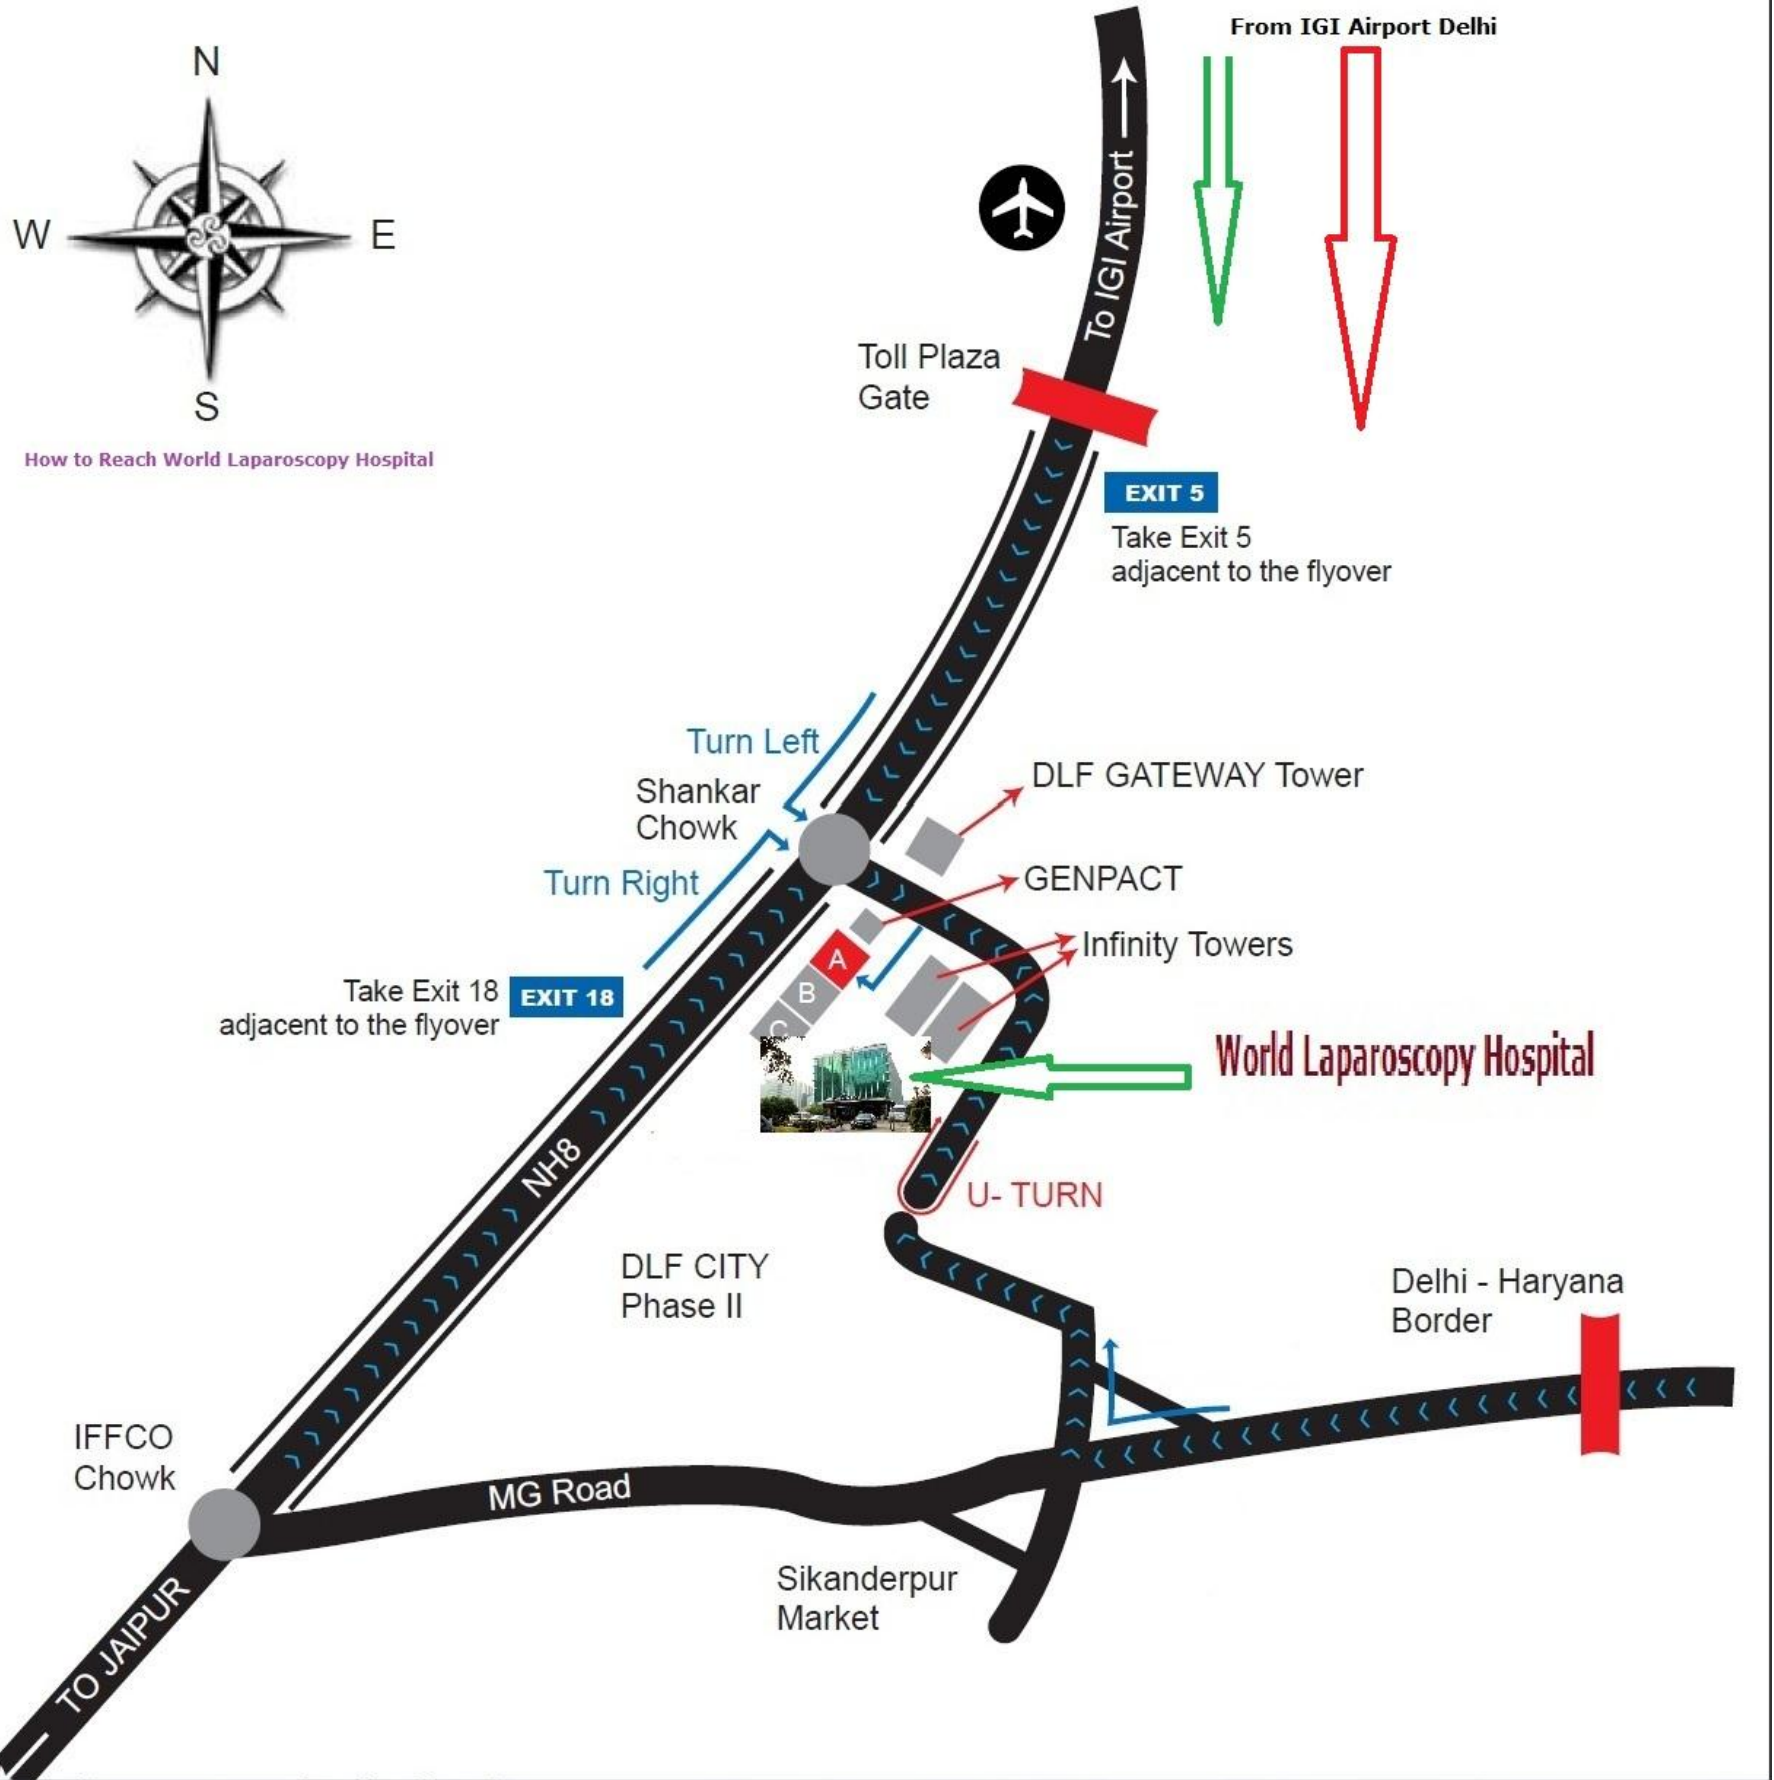 From IGI Airport Delhi
N
W
E
S
How to Reach World Laparoscopy Hospital
To IGI Airport
Toll Plaza
Gate
EXIT 5
Take Exit 5
adjacent to the flyover
Turn Left
Shankar
Chowk
DLF GATEWAY Tower
Turn Right
GENPACT
Infinity Towers
A
B
C
Take Exit 18
adjacent to the flyover
EXIT 18
World Laparoscopy Hospital
NH8
U- TURN
DLF CITY
Phase II
Delhi - Haryana
Border
IFFCO
Chowk
MG Road
Sikanderpur
Market
TO JAIPUR